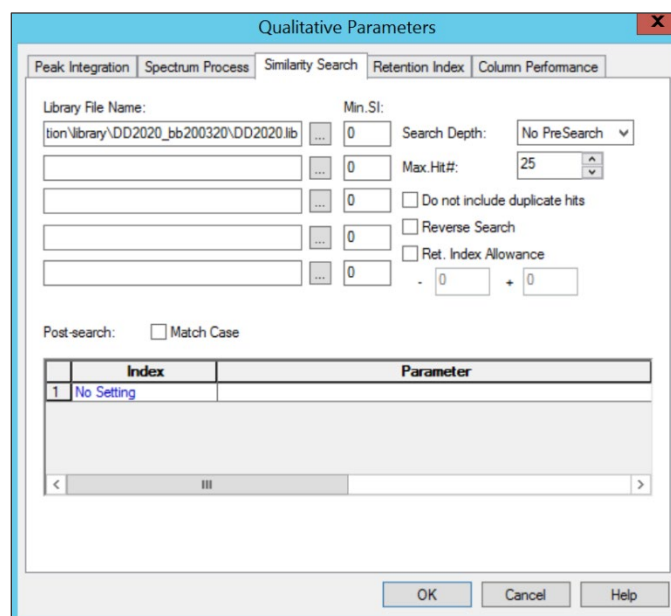 Qualitative Parameters
X
Peak Integration Spectrum Process Similarity Search Retention Index Column Performance
Library File Name: Min.SI:
tion\library\DD2020_bb200320\DD2020.lib ... 0 Search Depth: No PreSearch
... 0 Max.Hit#: 25
... 0 Do not include duplicate hits
... 0 Reverse Search
... 0 Ret. Index Allowance
- 0 + 0
Post-search: Match Case
Index Parameter
1 No Setting
OK Cancel Help